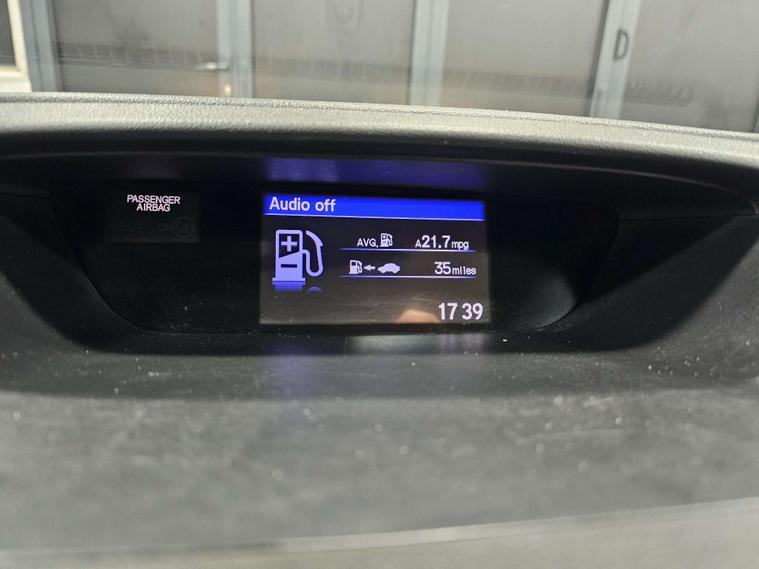 PASSENGER
AIRBAG
Audio off
AVG. A21.7mpg
35miles
17 39